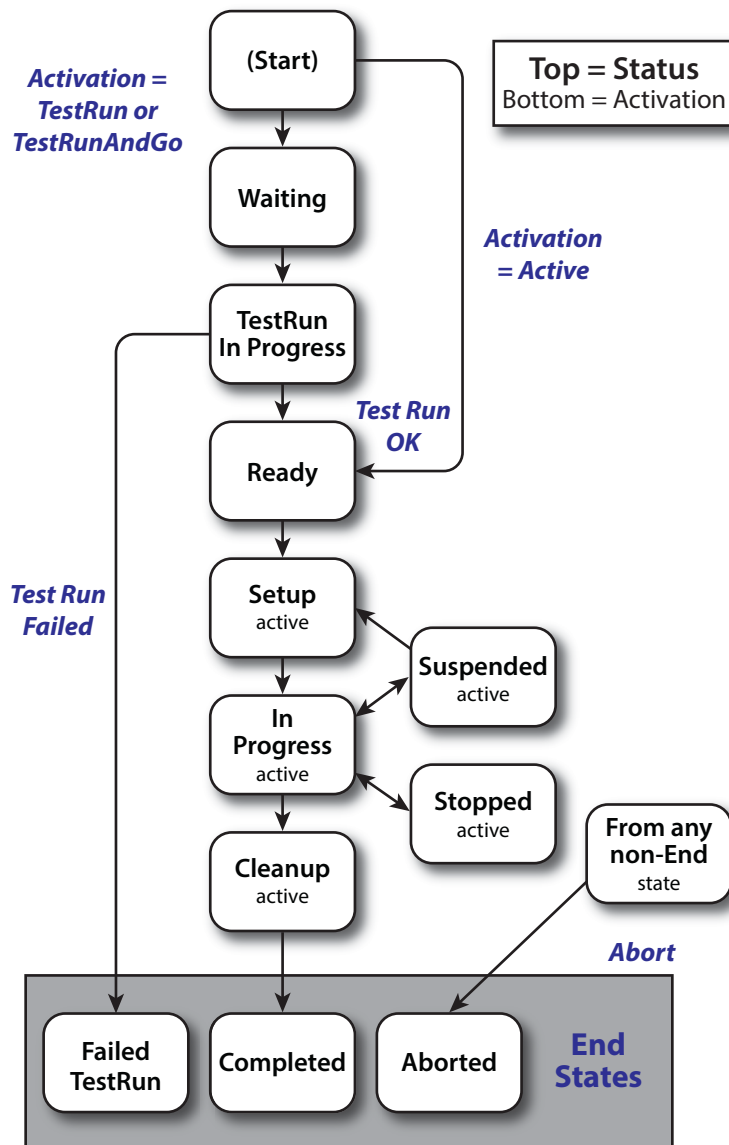 (Start)
Top = Status
Bottom = Activation
Activation =
TestRun or
TestRunAndGo
Waiting
Activation
= Active
TestRun
In Progress
Test Run
OK
Ready
Test Run
Failed
Setup
active
Suspended
active
In
Progress
active
Stopped
active
From any
non-End
state
Cleanup
active
Abort
Failed
TestRun
Completed
Aborted
End
States